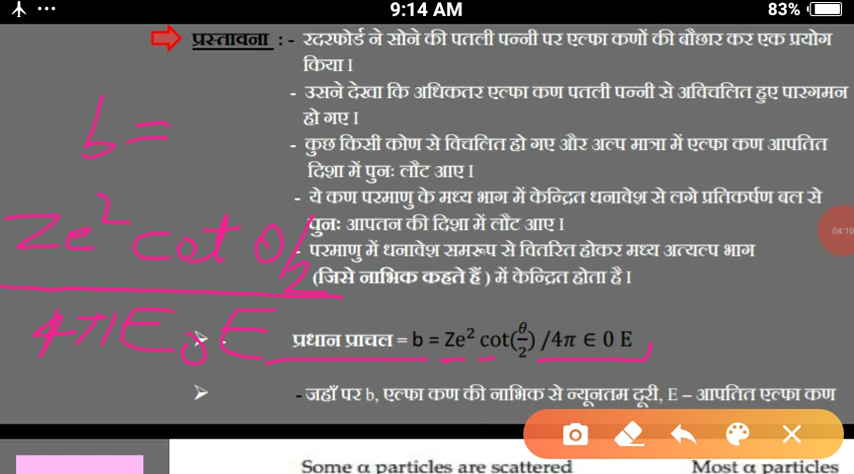 9:14 AM
83%
प्रस्तावना : - रदरफोर्ड ने सोने की पतली पन्नी पर एल्फा कणों की बौछार कर एक प्रयोग
किया I
- उसने देखा कि अधिकतर एल्फा कण पतली पन्नी से अविचलित हुए पारगमन
हो गए I
- कुछ किसी कोण से विचलित हो गए और अल्प मात्रा में एल्फा कण आपतित
दिशा में पुनः लौट आए I
- ये कण परमाणु के मध्य भाग में केन्द्रित धनावेश से लगे प्रतिकर्षण बल से
पुनः आपतन की दिशा में लौट आए I
- परमाणु में धनावेश समरूप से वितरित होकर मध्य अत्यल्प भाग
(जिसे नाभिक कहते हैं ) में केन्द्रित होता है I
b =
Ze² cot θ/2
4πE₀E
प्रधान प्राचल = b = Ze² cot(θ/2) /4π ∈ 0 E
- जहाँ पर b, एल्फा कण की नाभिक से न्यूनतम दूरी, E – आपतित एल्फा कण
04:10
Some α particles are scattered
Most α particles